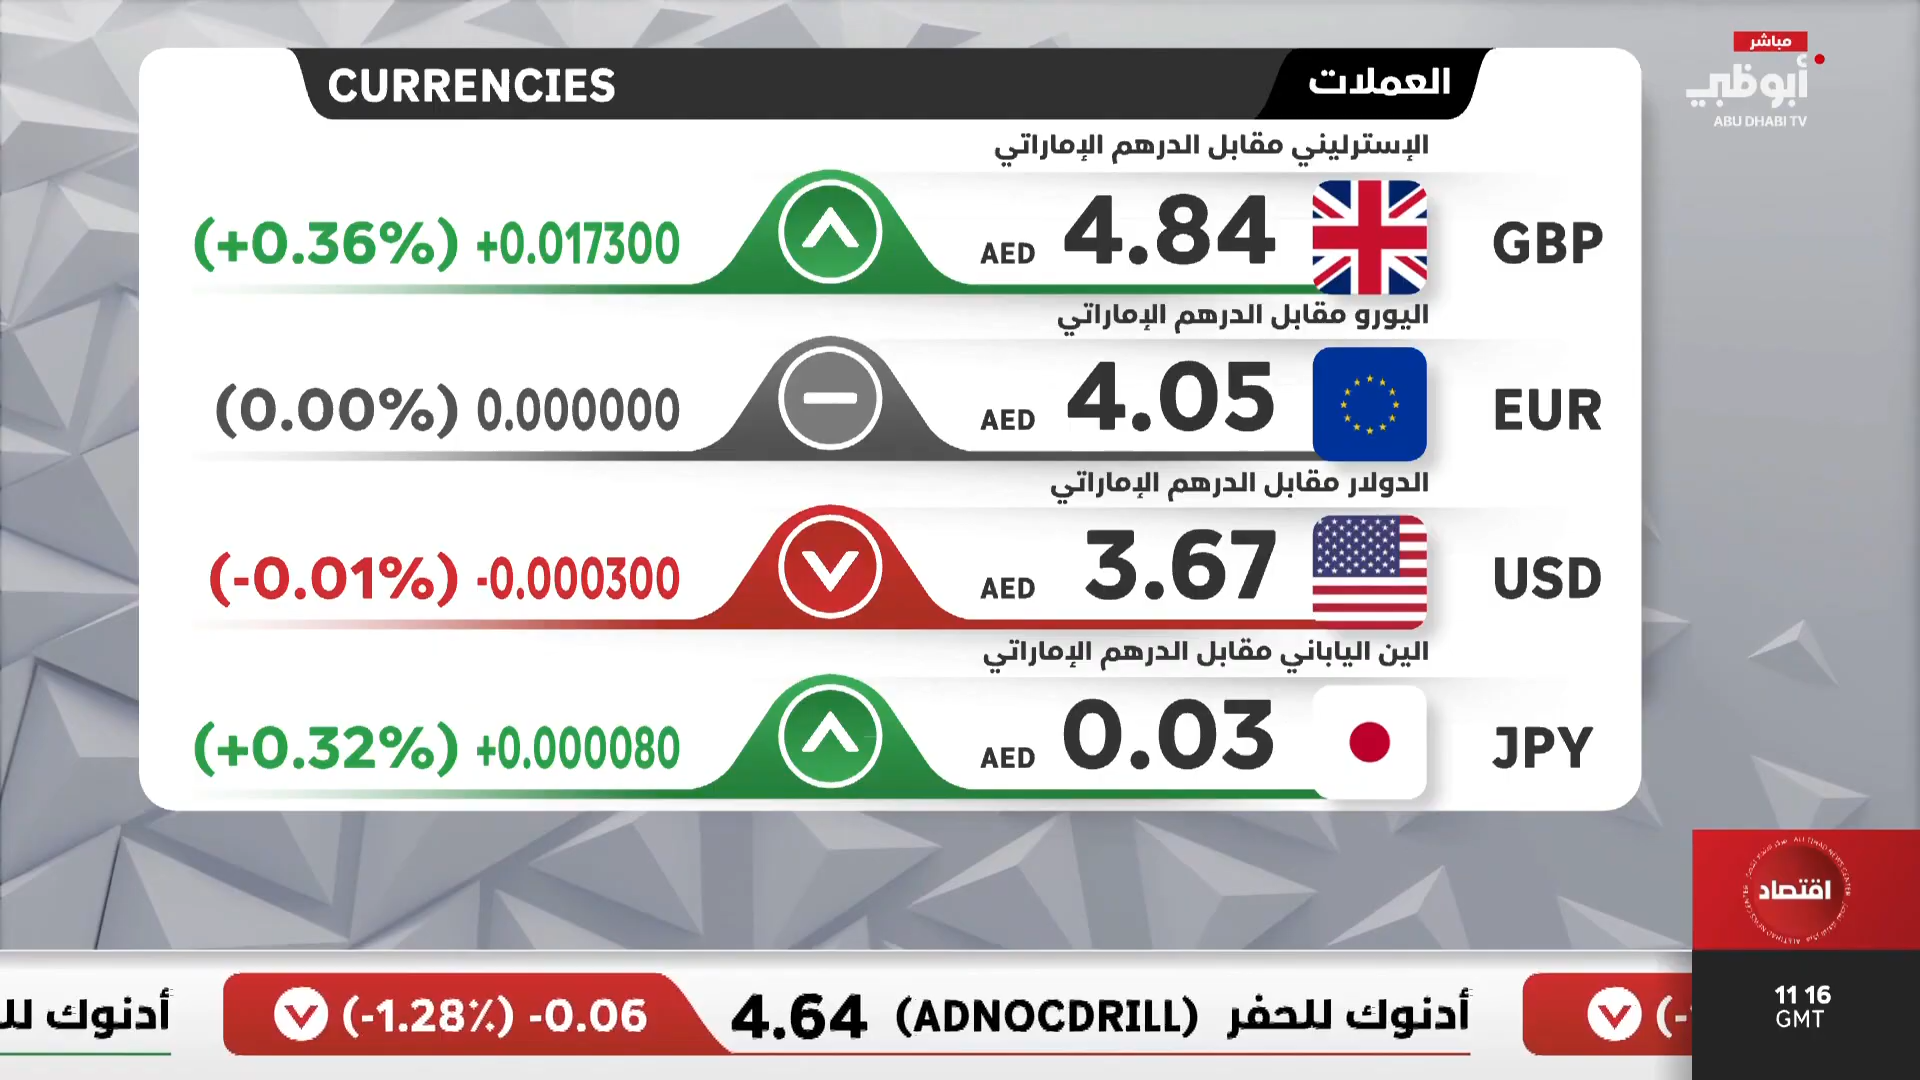 مباشر
أبوظبي
ABU DHABI TV
CURRENCIES العملات
الإسترليني مقابل الدرهم الإماراتي
(+0.36%) +0.017300 AED 4.84 GBP
اليورو مقابل الدرهم الإماراتي
(0.00%) 0.000000 AED 4.05 EUR
الدولار مقابل الدرهم الإماراتي
(-0.01%) -0.000300 AED 3.67 USD
الين الياباني مقابل الدرهم الإماراتي
(+0.32%) +0.000080 AED 0.03 JPY
اقتصاد
أدنوك للحفر (ADNOCDRILL) 4.64 -0.06 (-1.28%) أدنوك
11 16
GMT